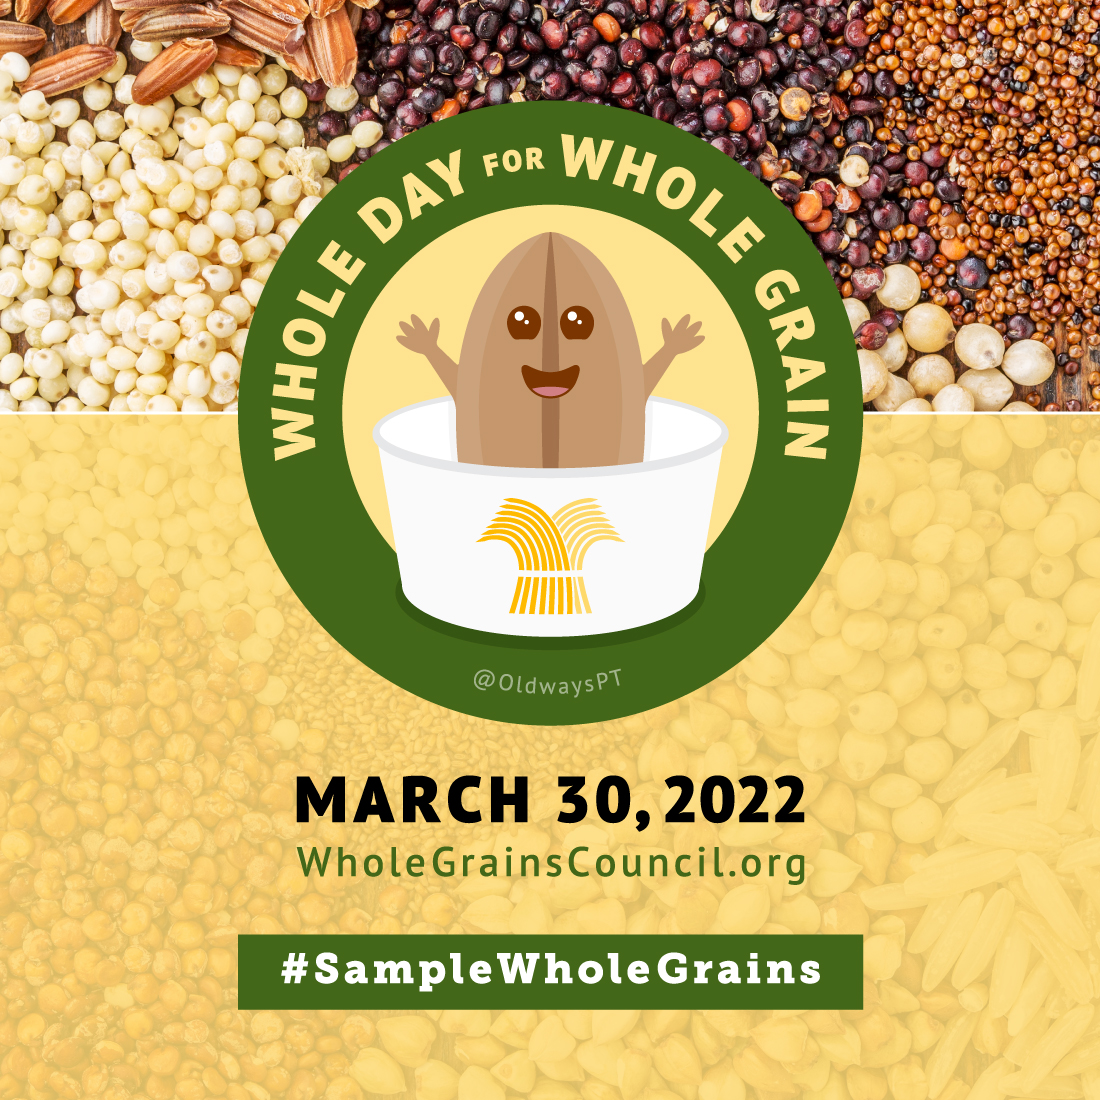 WHOLE DAY FOR WHOLE GRAIN
@OldwaysPT
MARCH 30, 2022
WholeGrainsCouncil.org
#SampleWholeGrains